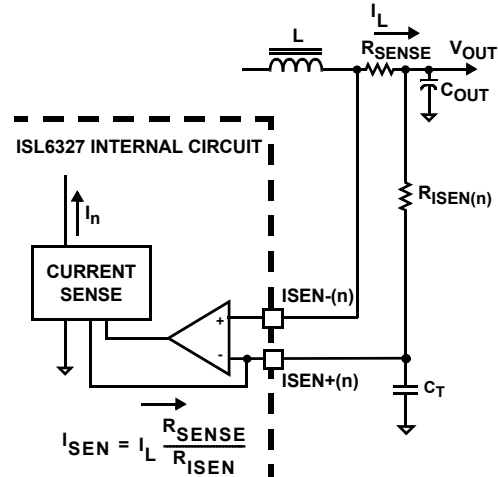 I_L
L
R_SENSE
V_OUT
C_OUT
ISL6327 INTERNAL CIRCUIT
R_ISEN(n)
I_n
CURRENT
SENSE
ISEN-(n)
+
-
ISEN+(n)
C_T
I_SEN = I_L R_SENSE / R_ISEN